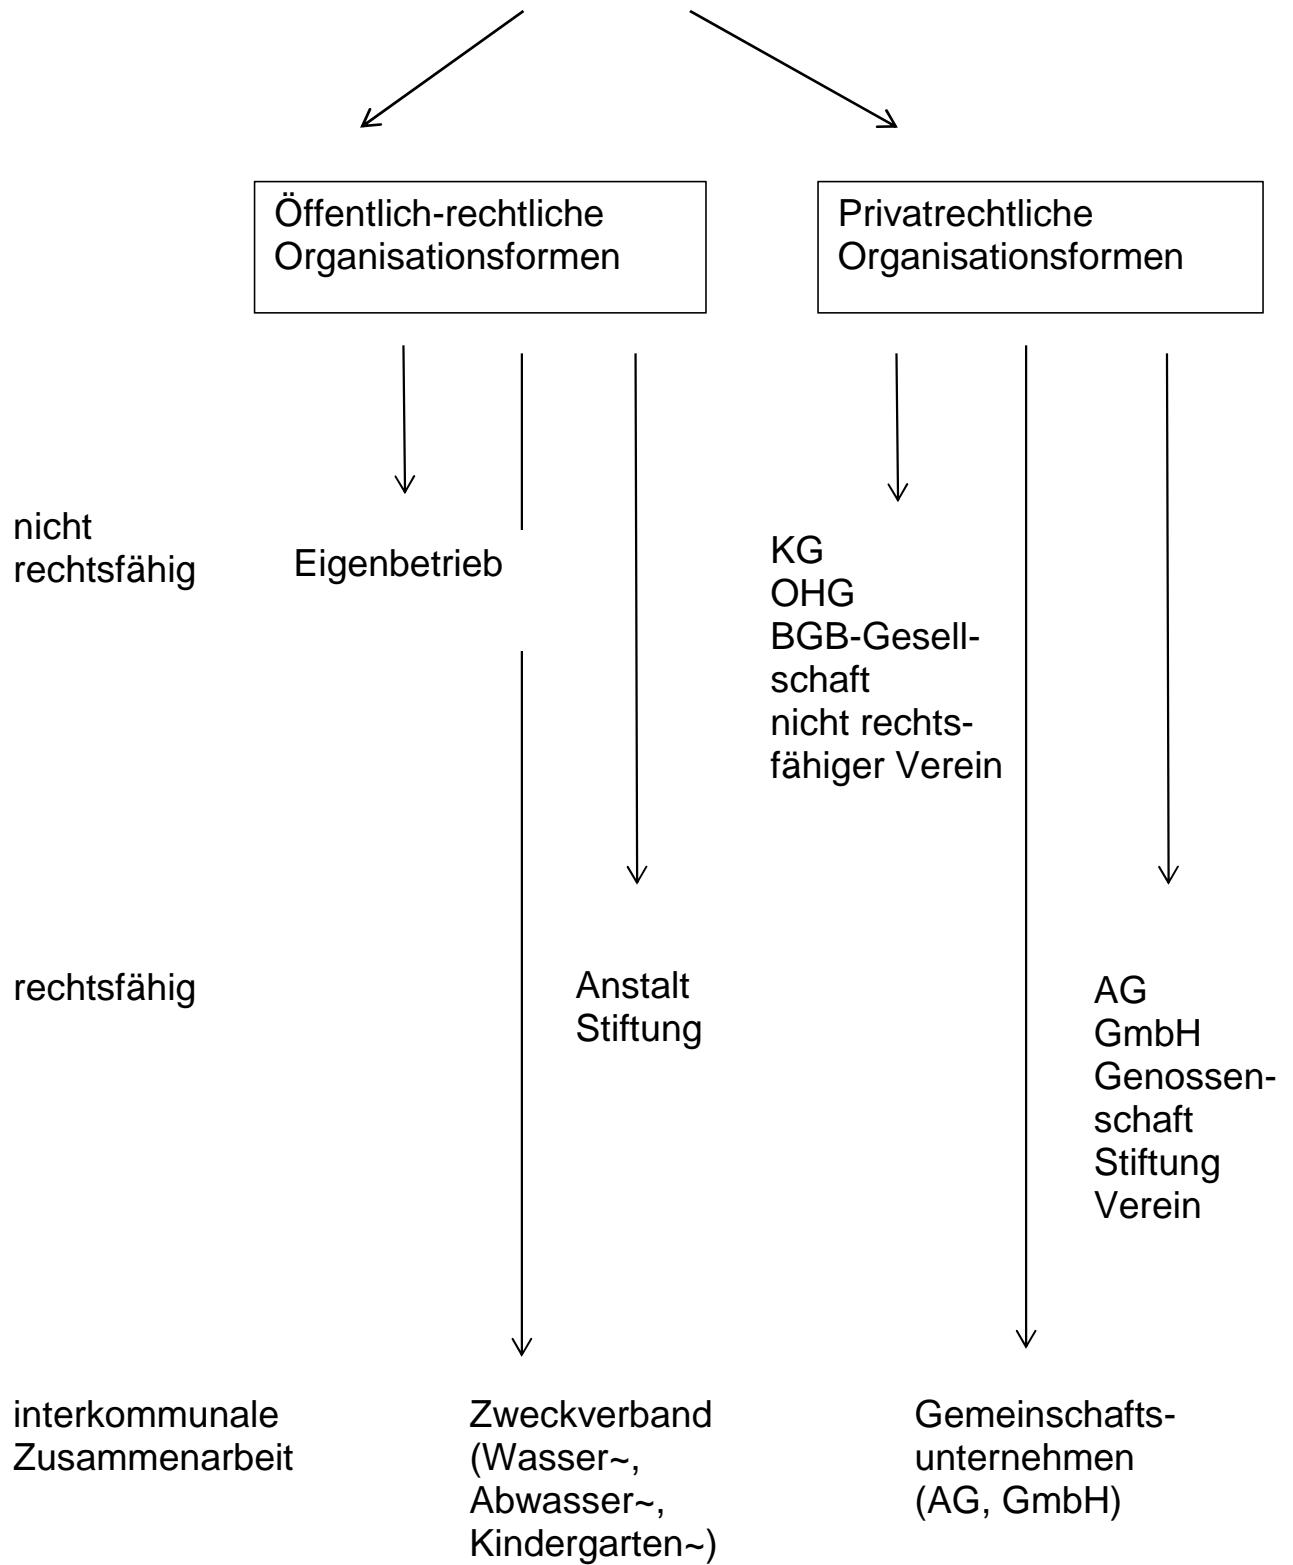 Öffentlich-rechtliche
Organisationsformen
Privatrechtliche
Organisationsformen
nicht
rechtsfähig
Eigenbetrieb
KG
OHG
BGB-Gesell-
schaft
nicht rechts-
fähiger Verein
rechtsfähig
Anstalt
Stiftung
AG
GmbH
Genossen-
schaft
Stiftung
Verein
interkommunale
Zusammenarbeit
Zweckverband
(Wasser~,
Abwasser~,
Kindergarten~)
Gemeinschafts-
unternehmen
(AG, GmbH)